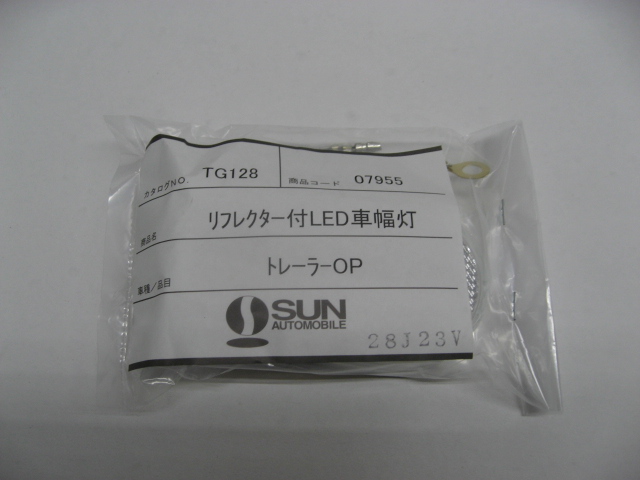 カタログNO. TG128 商品コード 07955
商品名 リフレクター付LED車幅灯
車種/品目 トレーラーOP
SUN
AUTOMOBILE
28J23V